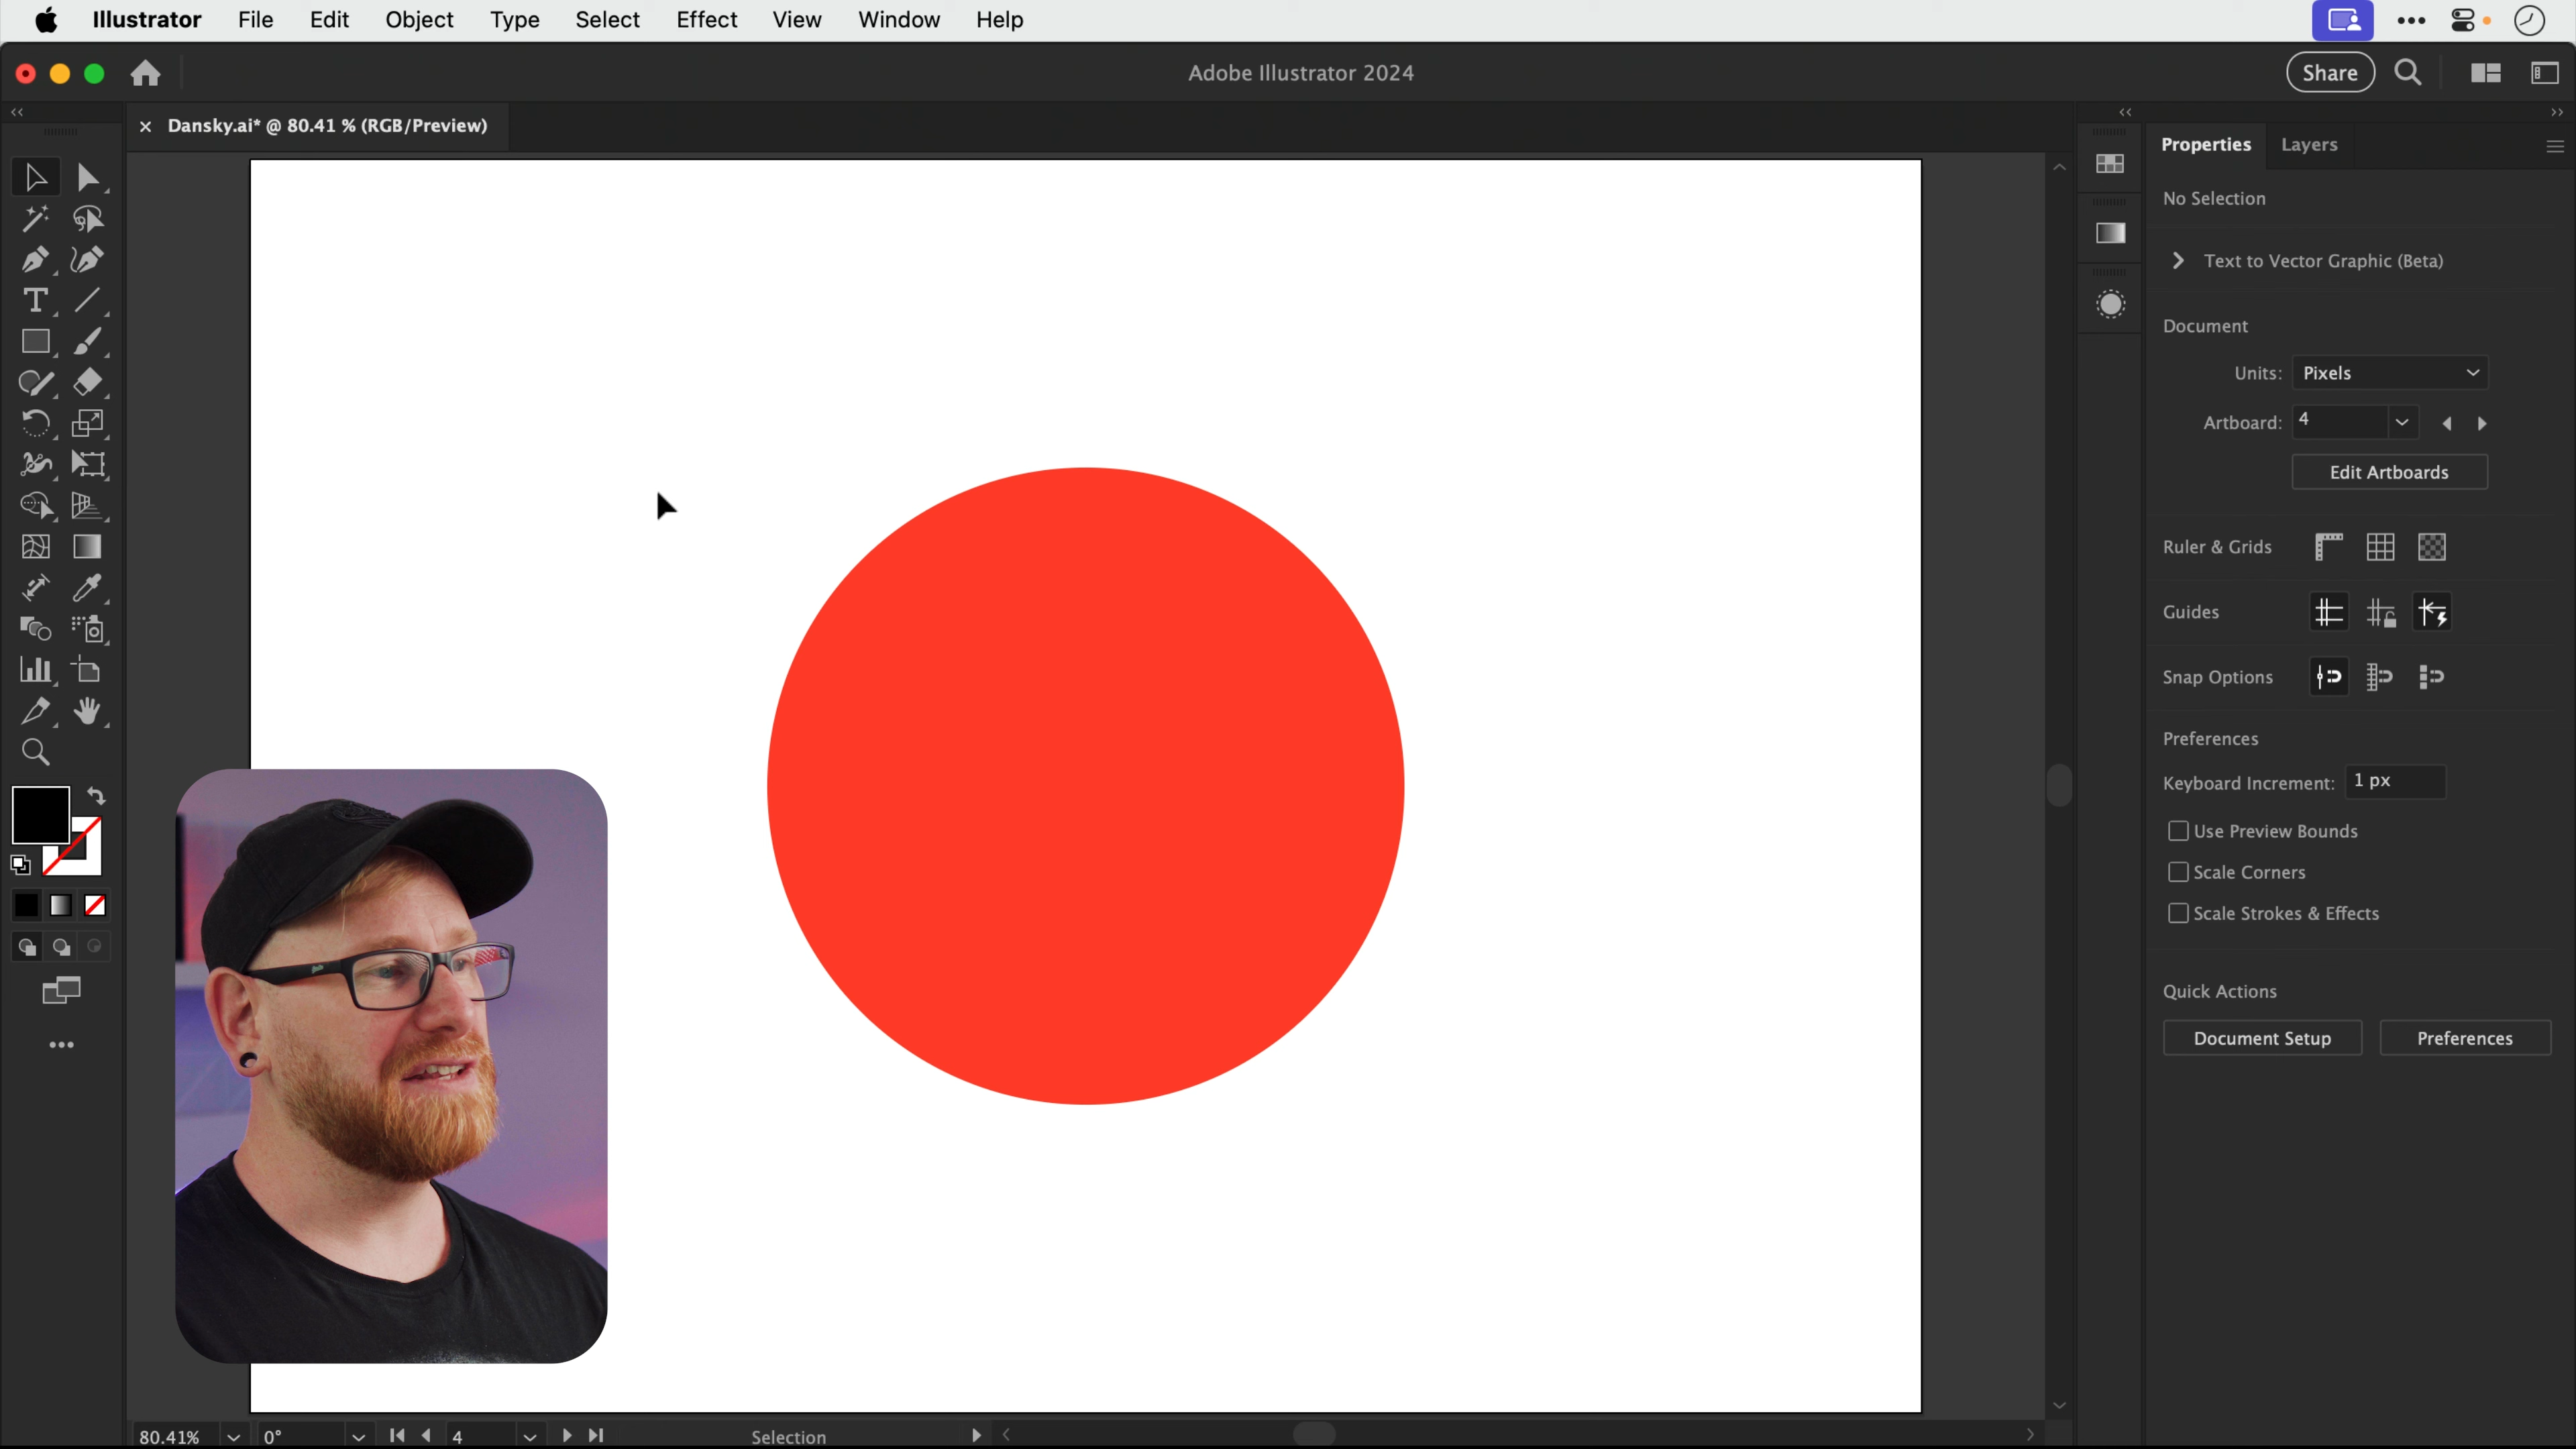 Illustrator File Edit Object Type Select Effect View Window Help
Adobe Illustrator 2024
Share
Dansky.ai* @ 80.41 % (RGB/Preview)
Properties Layers
No Selection
Text to Vector Graphic (Beta)
Document
Units: Pixels
Artboard: 4
Edit Artboards
Ruler & Grids
Guides
Snap Options
Preferences
Keyboard Increment: 1 px
Use Preview Bounds
Scale Corners
Scale Strokes & Effects
Quick Actions
Document Setup Preferences
80.41% 0° 4 Selection